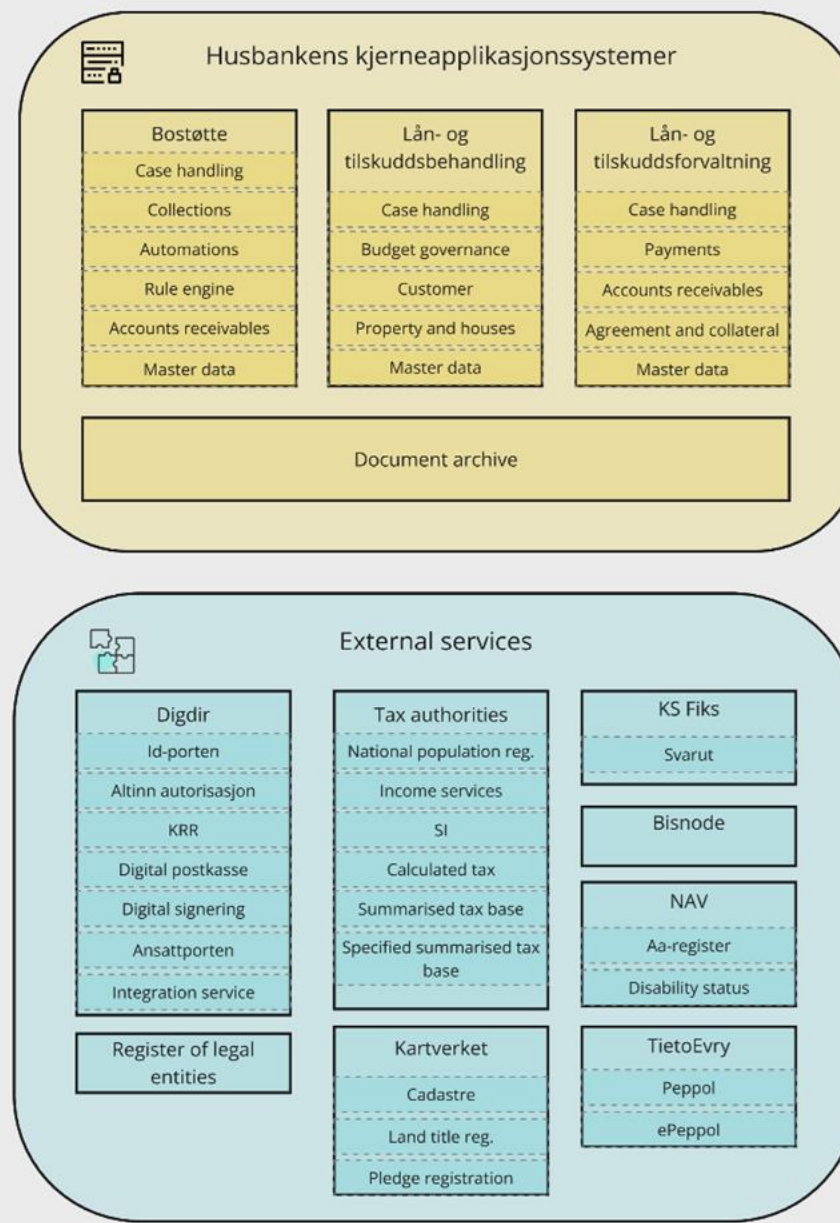 Husbankens kjerneapplikasjonssystemer
Bostøtte
Case handling
Collections
Automations
Rule engine
Accounts receivables
Master data
Lån- og
tilskuddsbehandling
Case handling
Budget governance
Customer
Property and houses
Master data
Lån- og
tilskuddsforvaltning
Case handling
Payments
Accounts receivables
Agreement and collateral
Master data
Document archive
External services
Digdir
Id-porten
Altinn autorisasjon
KRR
Digital postkasse
Digital signering
Ansattporten
Integration service
Register of legal
entities
Tax authorities
National population reg.
Income services
SI
Calculated tax
Summarised tax base
Specified summarised tax
base
Kartverket
Cadastre
Land title reg.
Pledge registration
KS Fiks
Svarut
Bisnode
NAV
Aa-register
Disability status
TietoEvry
Peppol
ePeppol